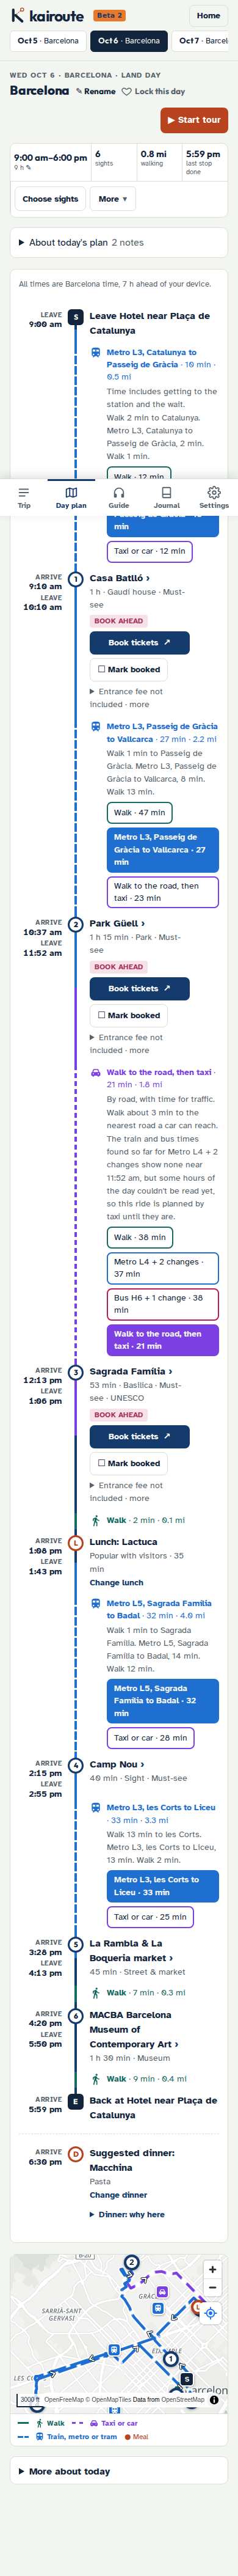 kairoute Beta 2 Home
Oct 5 · Barcelona Oct 6 · Barcelona Oct 7 ·
WED OCT 6 · BARCELONA · LAND DAY
Barcelona ✎ Rename Lock this day
▶ Start tour
9:00 am–6:00 pm 6 0.8 mi 5:59 pm
9 h ✎ sights walking last stop
done
Choose sights More ▾
▶ About today's plan 2 notes
All times are Barcelona time, 7 h ahead of your device.
LEAVE
9:00 am
S
Leave Hotel near Plaça de
Catalunya
Metro L3, Catalunya to
Passeig de Gràcia · 10 min ·
0.5 mi
Time includes getting to the
station and the wait.
Walk 2 min to Catalunya.
Metro L3, Catalunya to
Passeig de Gràcia, 2 min.
Walk 1 min.
Walk · 12 min
Trip Day plan Guide Journal Settings
min
Taxi or car · 12 min
ARRIVE
9:10 am
LEAVE
10:10 am
1
Casa Batlló ›
1 h · Gaudí house · Must-
see
BOOK AHEAD
Book tickets ↗
☐ Mark booked
▶ Entrance fee not
included · more
Metro L3, Passeig de Gràcia
to Vallcarca · 27 min · 2.2 mi
Walk 1 min to Passeig de
Gràcia. Metro L3, Passeig de
Gràcia to Vallcarca, 8 min.
Walk 13 min.
Walk · 47 min
Metro L3, Passeig de
Gràcia to Vallcarca · 27
min
Walk to the road, then
taxi · 23 min
ARRIVE
10:37 am
LEAVE
11:52 am
2
Park Güell ›
1 h 15 min · Park · Must-
see
BOOK AHEAD
Book tickets ↗
☐ Mark booked
▶ Entrance fee not
included · more
Walk to the road, then taxi ·
21 min · 1.8 mi
By road, with time for traffic.
Walk about 3 min to the
nearest road a car can reach.
The train and bus times
found so far for Metro L4 + 2
changes show none near
11:52 am, but some hours of
the day couldn't be read yet,
so this ride is planned by
taxi until they are.
Walk · 38 min
Metro L4 + 2 changes ·
37 min
Bus H6 + 1 change · 38
min
Walk to the road, then
taxi · 21 min
ARRIVE
12:13 pm
LEAVE
1:06 pm
3
Sagrada Família ›
53 min · Basilica · Must-
see · UNESCO
BOOK AHEAD
Book tickets ↗
☐ Mark booked
▶ Entrance fee not
included · more
Walk · 2 min · 0.1 mi
ARRIVE
1:08 pm
LEAVE
1:43 pm
L
Lunch: Lactuca
Popular with visitors · 35
min
Change lunch
Metro L5, Sagrada Família
to Badal · 32 min · 4.0 mi
Walk 1 min to Sagrada
Família. Metro L5, Sagrada
Família to Badal, 14 min.
Walk 12 min.
Metro L5, Sagrada
Família to Badal · 32
min
Taxi or car · 28 min
ARRIVE
2:15 pm
LEAVE
2:55 pm
4
Camp Nou ›
40 min · Sight · Must-see
Metro L3, les Corts to Liceu
· 33 min · 3.3 mi
Walk 13 min to les Corts.
Metro L3, les Corts to Liceu,
13 min. Walk 2 min.
Metro L3, les Corts to
Liceu · 33 min
Taxi or car · 25 min
ARRIVE
3:28 pm
LEAVE
4:13 pm
5
La Rambla & La
Boqueria market ›
45 min · Street & market
Walk · 7 min · 0.3 mi
ARRIVE
4:20 pm
LEAVE
5:50 pm
6
MACBA Barcelona
Museum of
Contemporary Art ›
1 h 30 min · Museum
Walk · 9 min · 0.4 mi
ARRIVE
5:59 pm
E
Back at Hotel near Plaça de
Catalunya
ARRIVE
6:30 pm
D
Suggested dinner:
Macchina
Pasta
Change dinner
▶ Dinner: why here
B-20
2
SARRIÀ-SANT
GERVASI
1
S
3000 ft OpenFreeMap © OpenMapTiles Data from OpenStreetMap
Walk Taxi or car
Train, metro or tram Meal
▶ More about today